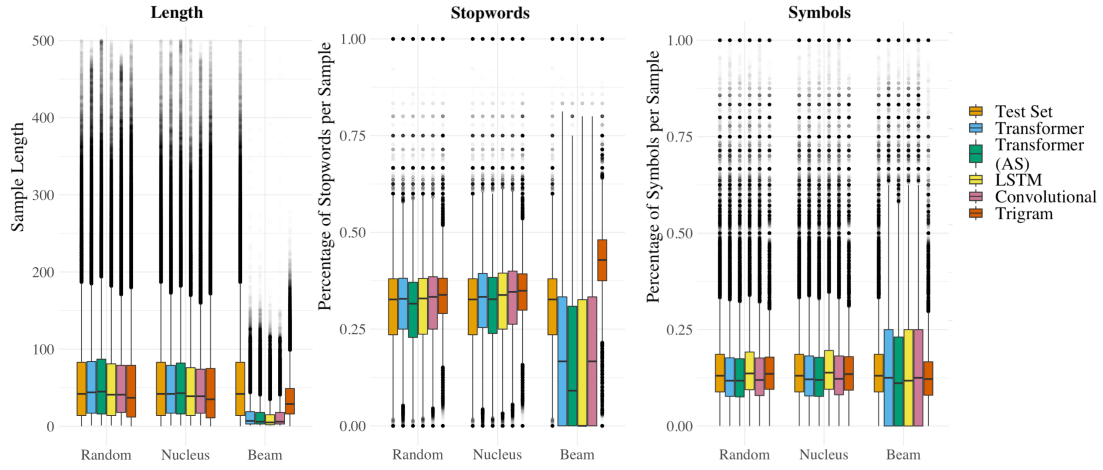 Length
Stopwords
Symbols
Sample Length
500
400
300
200
100
0
Random Nucleus Beam
Percentage of Stopwords per Sample
1.00
0.75
0.50
0.25
0.00
Random Nucleus Beam
Percentage of Symbols per Sample
1.00
0.75
0.50
0.25
0.00
Random Nucleus Beam
Test Set
Transformer
Transformer
(AS)
LSTM
Convolutional
Trigram